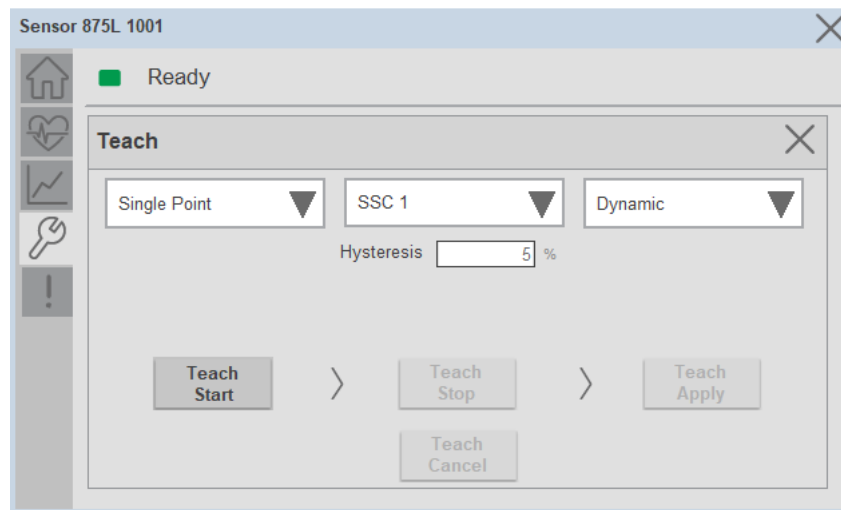 Sensor 875L 1001
Ready
Teach
Single Point
SSC 1
Dynamic
Hysteresis 5 %
Teach
Start
Teach
Stop
Teach
Apply
Teach
Cancel